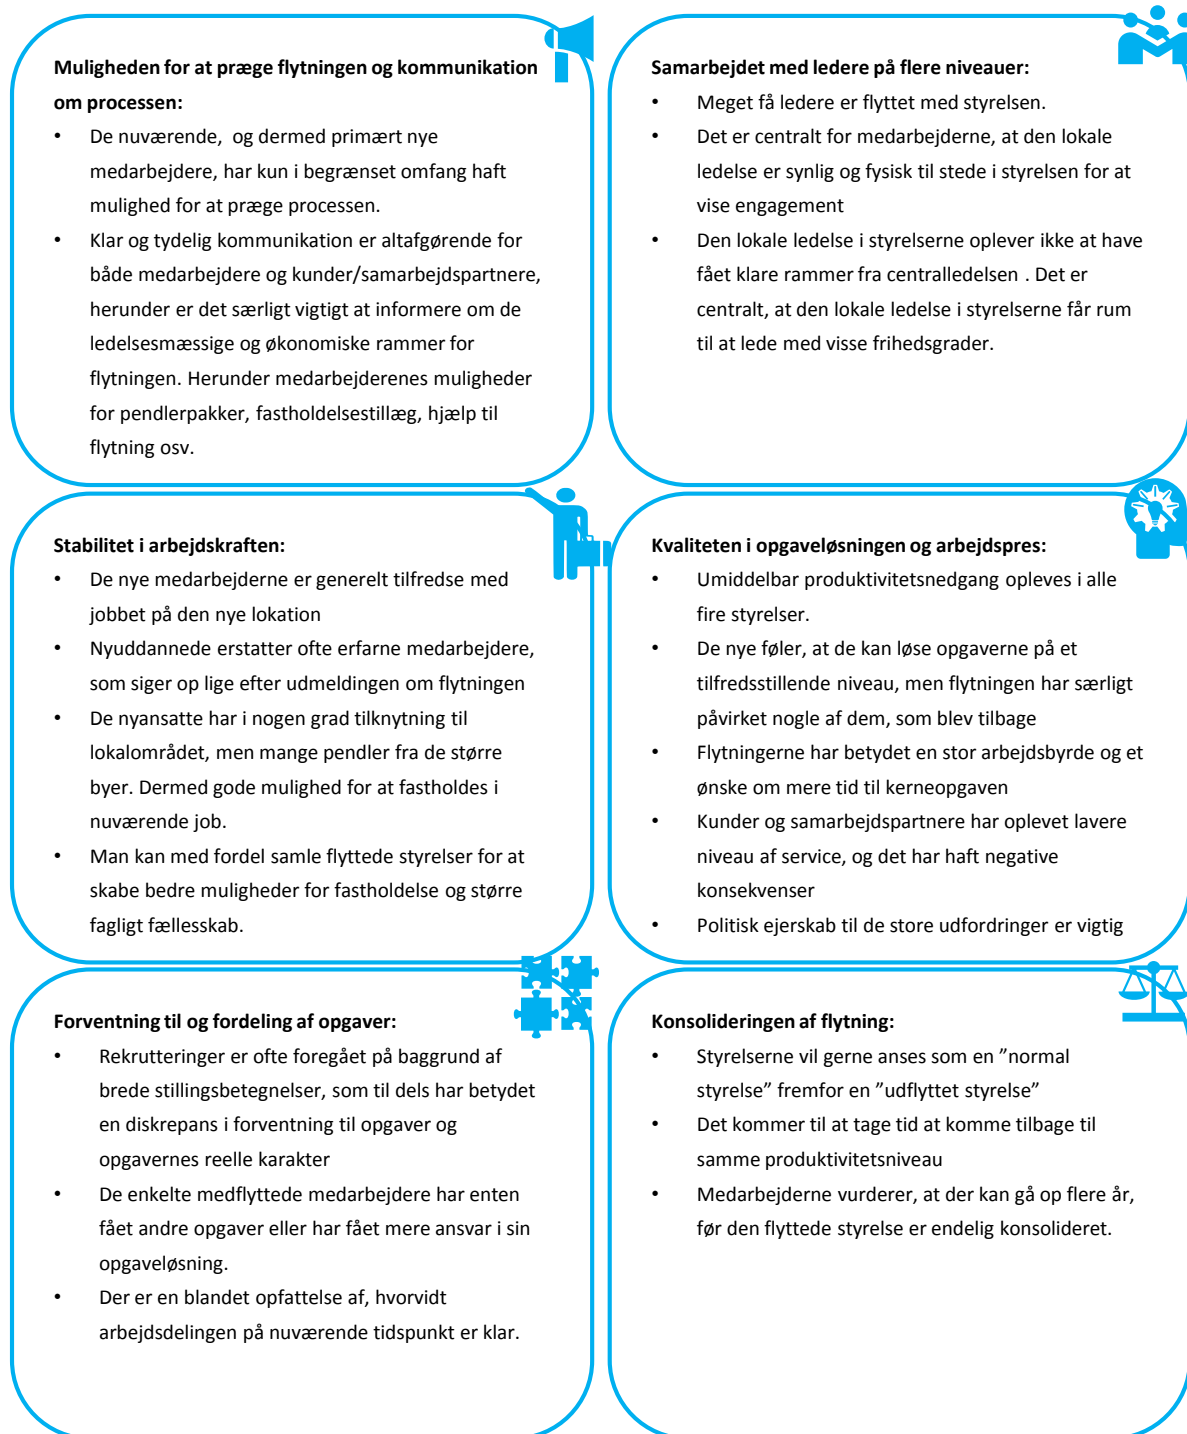 Muligheden for at præge flytningen og kommunikation
om processen:
• De nuværende, og dermed primært nye
medarbejdere, har kun i begrænset omfang haft
mulighed for at præge processen.
• Klar og tydelig kommunikation er altafgørende for
både medarbejdere og kunder/samarbejdspartnere,
herunder er det særligt vigtigt at informere om de
ledelsesmæssige og økonomiske rammer for
flytningen. Herunder medarbejderenes muligheder
for pendlerpakker, fastholdelsestillæg, hjælp til
flytning osv.
Samarbejdet med ledere på flere niveauer:
• Meget få ledere er flyttet med styrelsen.
• Det er centralt for medarbejderne, at den lokale
ledelse er synlig og fysisk til stede i styrelsen for at
vise engagement
• Den lokale ledelse i styrelserne oplever ikke at have
fået klare rammer fra centralledelsen . Det er
centralt, at den lokale ledelse i styrelserne får rum
til at lede med visse frihedsgrader.
Stabilitet i arbejdskraften:
• De nye medarbejderne er generelt tilfredse med
jobbet på den nye lokation
• Nyuddannede erstatter ofte erfarne medarbejdere,
som siger op lige efter udmeldingen om flytningen
• De nyansatte har i nogen grad tilknytning til
lokalområdet, men mange pendler fra de større
byer. Dermed gode mulighed for at fastholdes i
nuværende job.
• Man kan med fordel samle flyttede styrelser for at
skabe bedre muligheder for fastholdelse og større
fagligt fællesskab.
Kvaliteten i opgaveløsningen og arbejdspres:
• Umiddelbar produktivitetsnedgang opleves i alle
fire styrelser.
• De nye føler, at de kan løse opgaverne på et
tilfredsstillende niveau, men flytningen har særligt
påvirket nogle af dem, som blev tilbage
• Flytningerne har betydet en stor arbejdsbyrde og et
ønske om mere tid til kerneopgaven
• Kunder og samarbejdspartnere har oplevet lavere
niveau af service, og det har haft negative
konsekvenser
• Politisk ejerskab til de store udfordringer er vigtig
Forventning til og fordeling af opgaver:
• Rekrutteringer er ofte foregået på baggrund af
brede stillingsbetegnelser, som til dels har betydet
en diskrepans i forventning til opgaver og
opgavernes reelle karakter
• De enkelte medflyttede medarbejdere har enten
fået andre opgaver eller har fået mere ansvar i sin
opgaveløsning.
• Der er en blandet opfattelse af, hvorvidt
arbejdsdelingen på nuværende tidspunkt er klar.
Konsolideringen af flytning:
• Styrelserne vil gerne anses som en ”normal
styrelse” fremfor en ”udflyttet styrelse”
• Det kommer til at tage tid at komme tilbage til
samme produktivitetsniveau
• Medarbejderne vurderer, at der kan gå op flere år,
før den flyttede styrelse er endelig konsolideret.